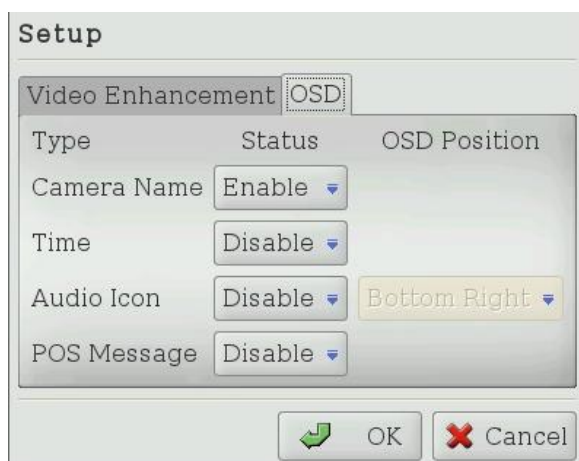 Setup
Video Enhancement OSD
Type Status OSD Position
Camera Name Enable
Time Disable
Audio Icon Disable Bottom Right
POS Message Disable
OK Cancel